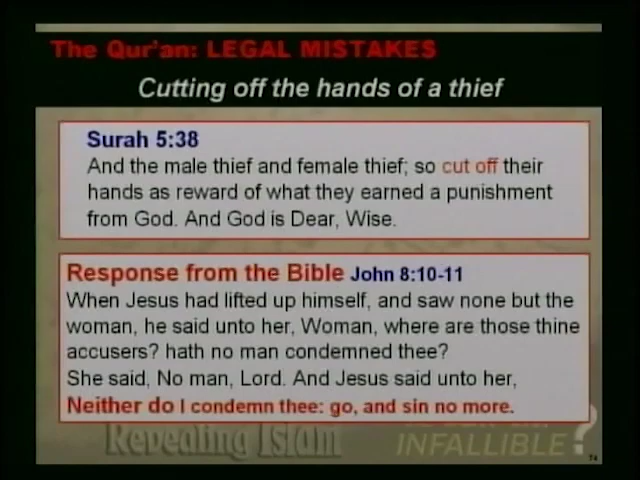 The Qur'an: LEGAL MISTAKES
Cutting off the hands of a thief
Surah 5:38
And the male thief and female thief; so cut off their
hands as reward of what they earned a punishment
from God. And God is Dear, Wise.
Response from the Bible John 8:10-11
When Jesus had lifted up himself, and saw none but the
woman, he said unto her, Woman, where are those thine
accusers? hath no man condemned thee?
She said, No man, Lord. And Jesus said unto her,
Neither do I condemn thee: go, and sin no more.
Repealing Islam
INFALLIBLE?
74